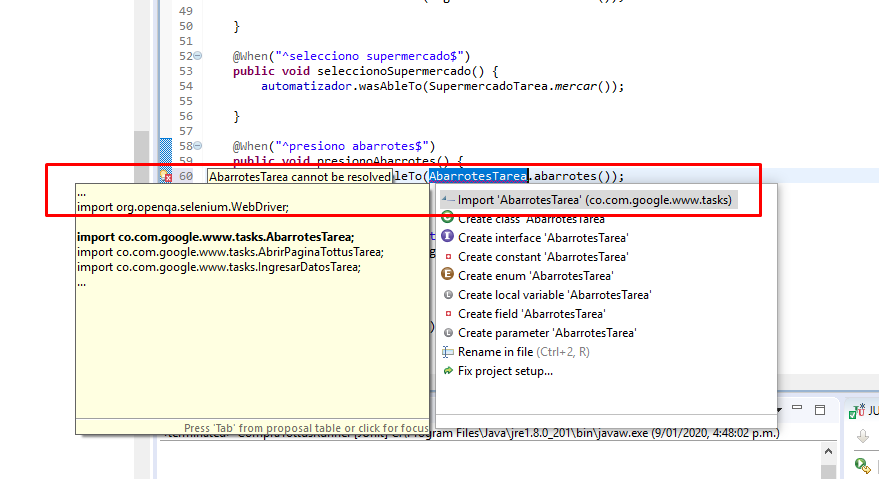 49
50 }
51
52 @When("^selecciono supermercado$")
53 public void seleccionoSupermercado() {
54 automatizador.wasAbleTo(SupermercadoTarea.mercar());
55
56 }
57
58 @When("^presiono abarrotes$")
59 public void presionoAbarrotes() {
60 AbarrotesTarea cannot be resolved leTo(AbarrotesTarea.abarrotes());
...
import org.openqa.selenium.WebDriver;
import co.com.google.www.tasks.AbarrotesTarea;
import co.com.google.www.tasks.AbrirPaginaTottusTarea;
import co.com.google.www.tasks.IngresarDatosTarea;
...
Press 'Tab' from proposal table or click for focus
Import 'AbarrotesTarea' (co.com.google.www.tasks)
Create class 'AbarrotesTarea'
Create interface 'AbarrotesTarea'
Create constant 'AbarrotesTarea'
Create enum 'AbarrotesTarea'
Create local variable 'AbarrotesTarea'
Create field 'AbarrotesTarea'
Create parameter 'AbarrotesTarea'
Rename in file (Ctrl+2, R)
Fix project setup...
JU
Files\Java\jre1.8.0_201\bin\javaw.exe (9/01/2020, 4:48:02 p.m.)